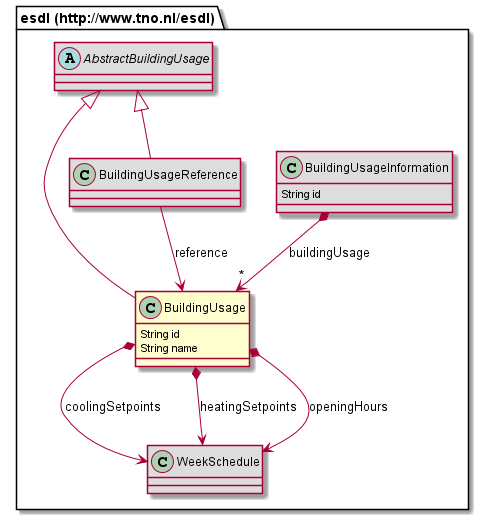 esdl (http://www.tno.nl/esdl)
A AbstractBuildingUsage
C BuildingUsageReference
C BuildingUsageInformation
String id
reference
buildingUsage
*
C BuildingUsage
String id
String name
coolingSetpoints
heatingSetpoints
openingHours
C WeekSchedule